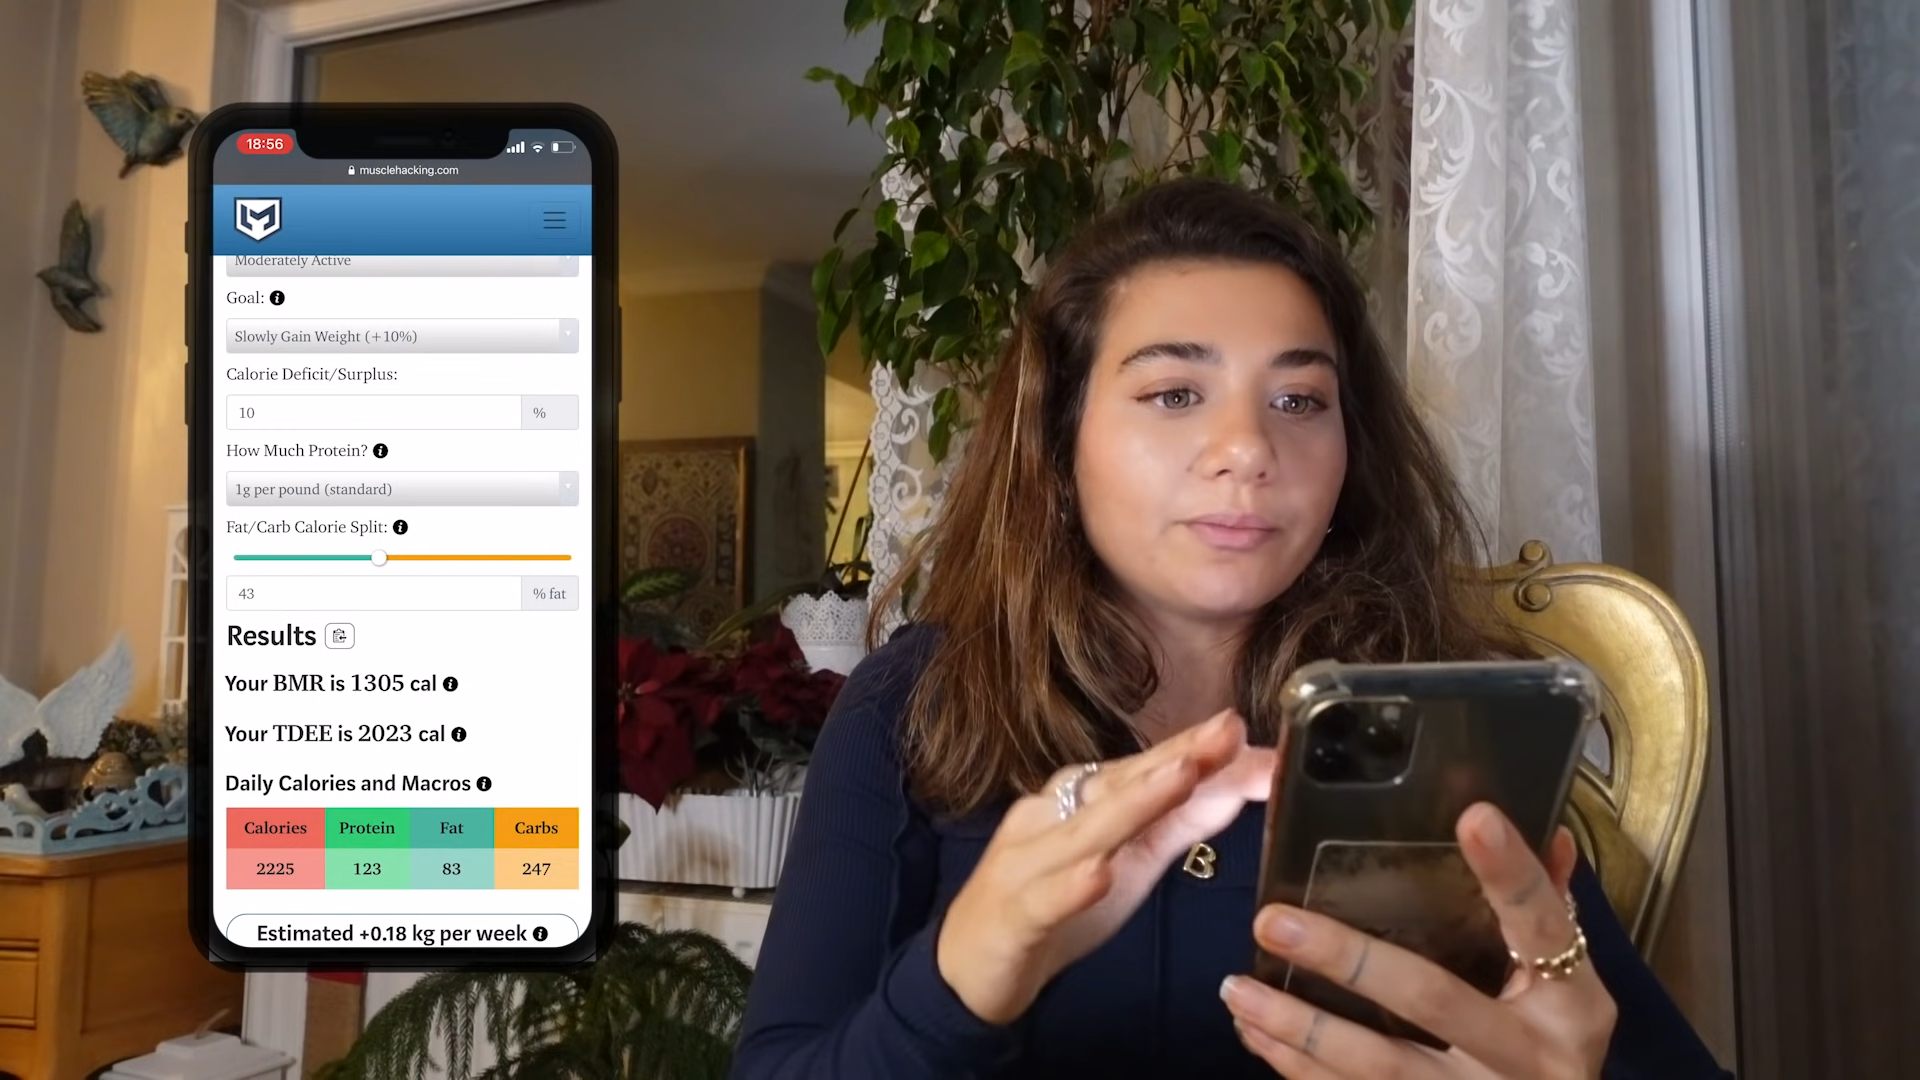 18:56
musclehacking.com
Moderately Active
Goal:
Slowly Gain Weight (+10%)
Calorie Deficit/Surplus:
10 %
How Much Protein?
1g per pound (standard)
Fat/Carb Calorie Split:
43 % fat
Results
Your BMR is 1305 cal
Your TDEE is 2023 cal
Daily Calories and Macros
Calories Protein Fat Carbs
2225 123 83 247
Estimated +0.18 kg per week
B